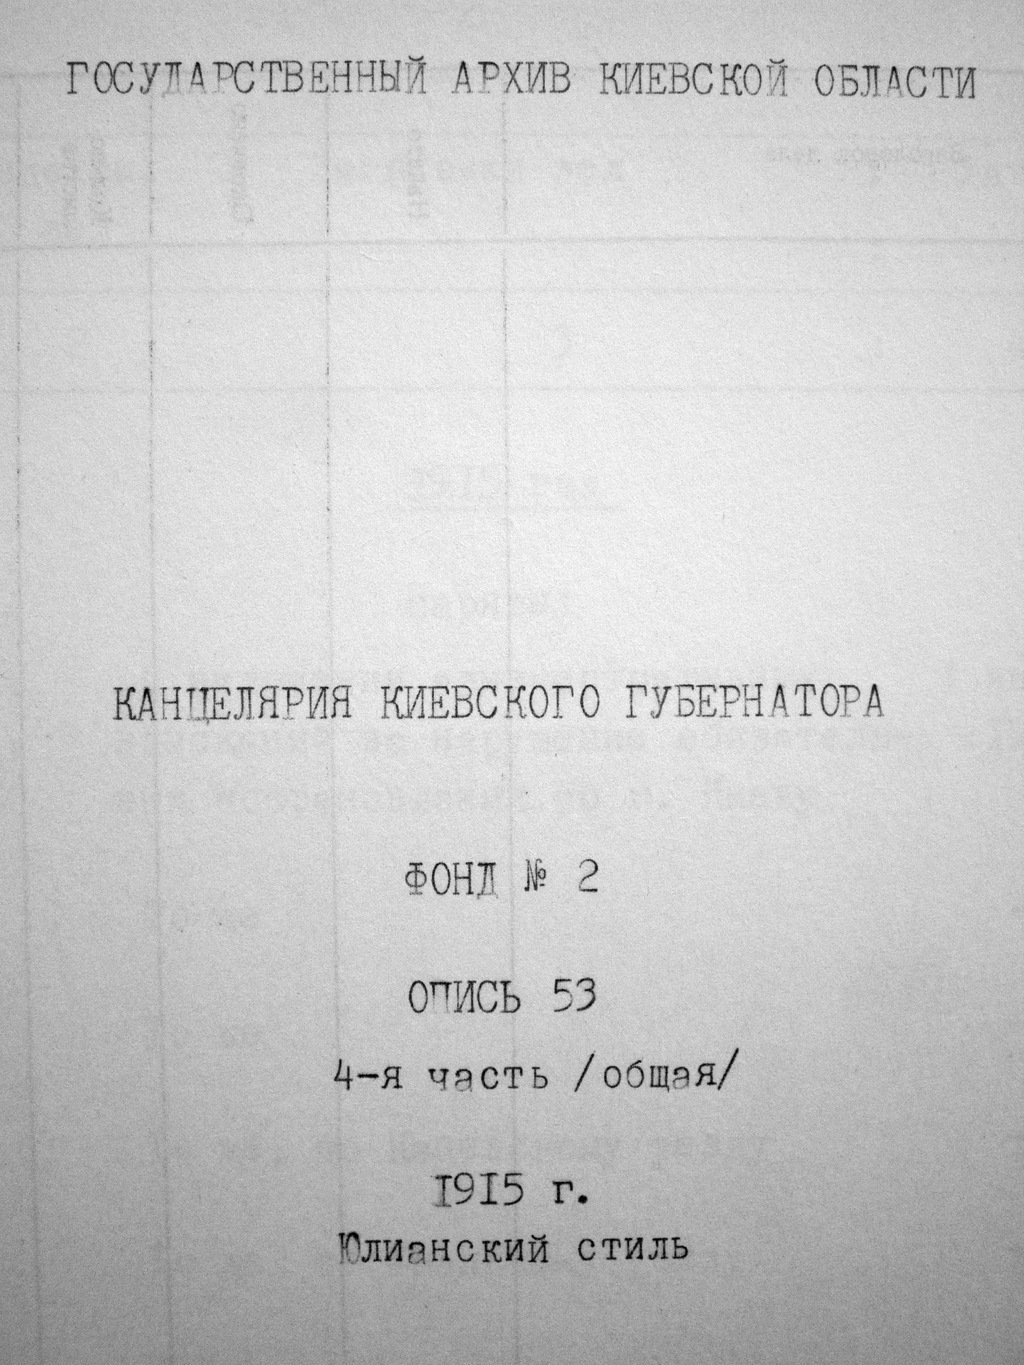 ГОСУДАРСТВЕННЫЙ АРХИВ КИЕВСКОЙ ОБЛАСТИ
КАНЦЕЛЯРИЯ КИЕВСКОГО ГУБЕРНАТОРА
ФОНД № 2
ОПИСЬ 53
4-я часть /общая/
1915 г.
Юлианский стиль